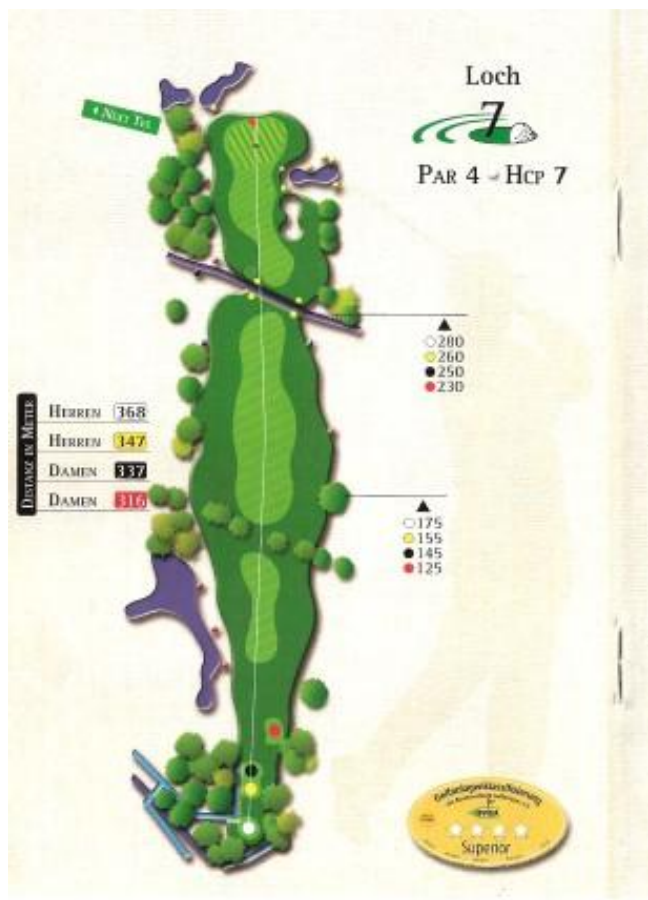 Loch
7
PAR 4 - HCP 7
NEXT TEE
280
260
250
230
DISTANZ IN METER
HERREN 368
HERREN 347
DAMEN 337
DAMEN 316
175
155
145
125
Golfanlagenklassifizierung
Superior